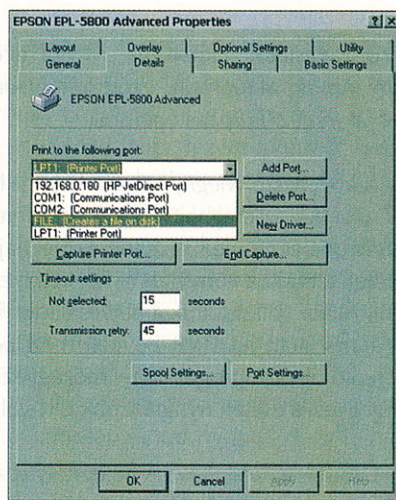 EPSON EPL-5800 Advanced Properties
Layout Overlay Optional Settings Utility
General Details Sharing Basic Settings
EPSON EPL-5800 Advanced
Print to the following port:
LPT1: (Printer Port) Add Port...
192.168.0.180 (HP JetDirect Port)
COM1: (Communications Port) Delete Port...
COM2: (Communications Port)
FILE: (Creates a file on disk) New Driver...
LPT1: (Printer Port)
Capture Printer Port... End Capture...
Timeout settings
Not selected: 15 seconds
Transmission retry: 45 seconds
Spool Settings... Port Settings...
OK Cancel Apply Help